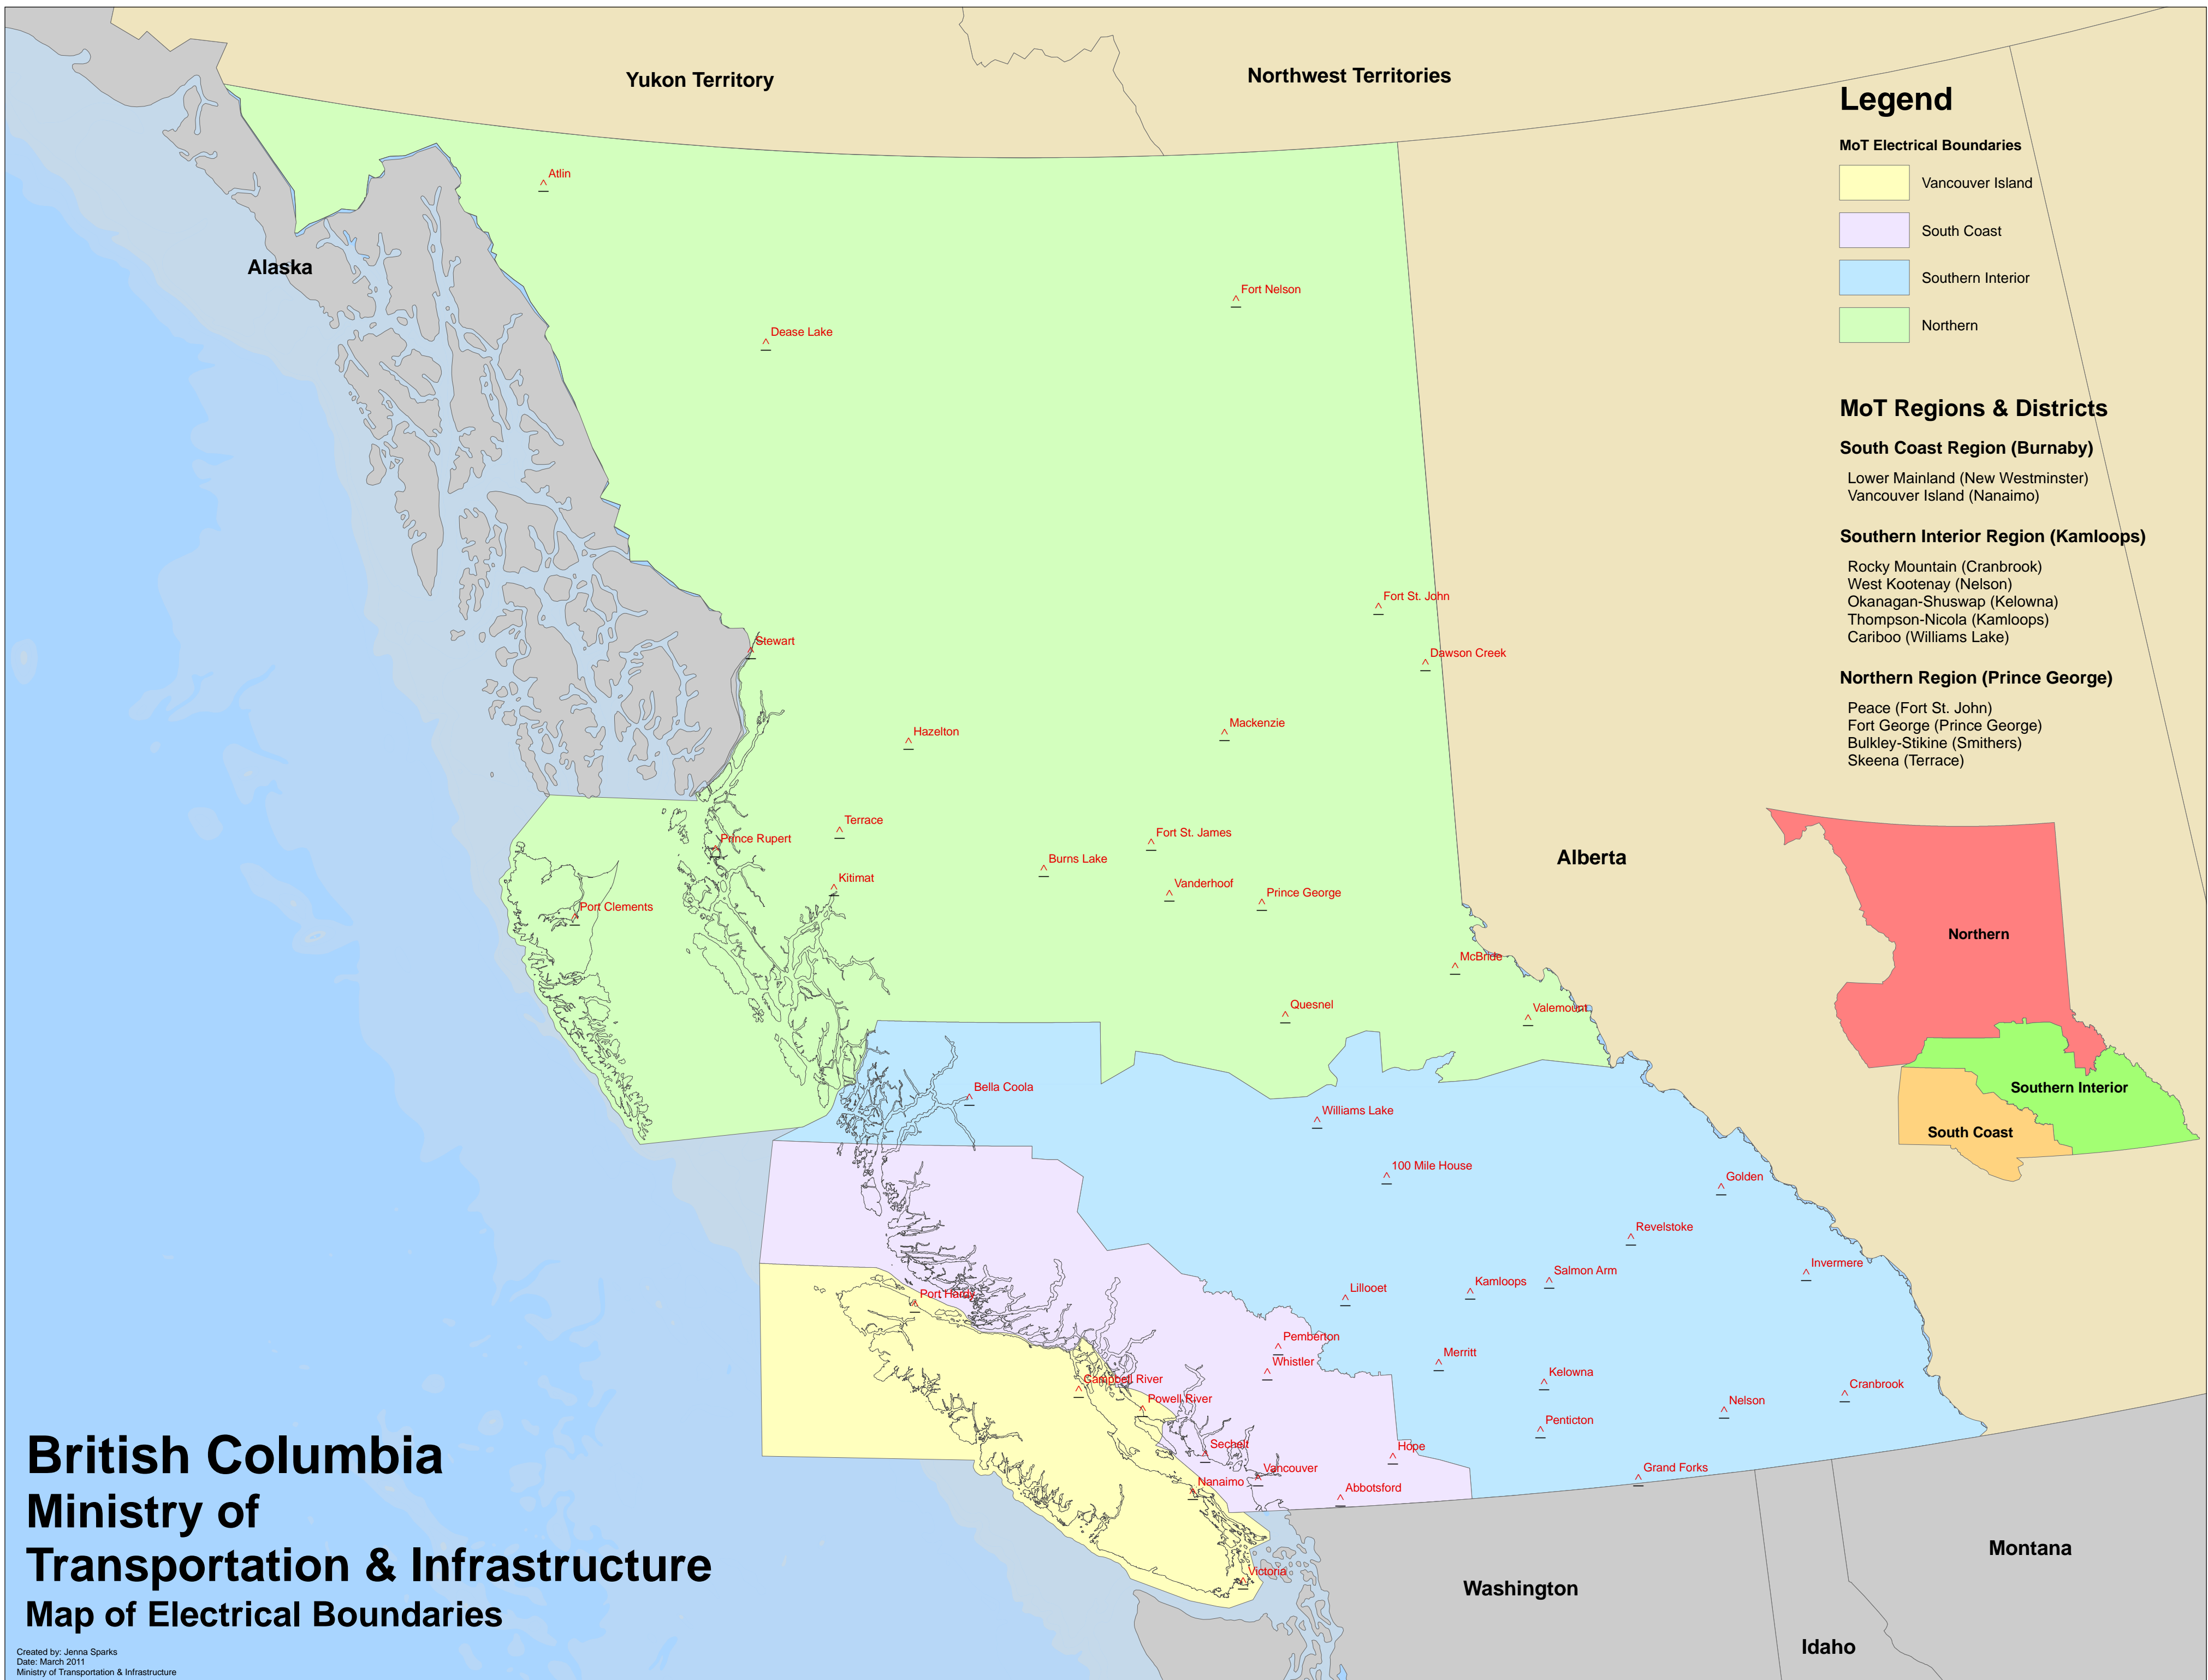 Yukon Territory
Northwest Territories
Alaska
Atlin
Fort Nelson
Dease Lake
Fort St. John
Stewart
Dawson Creek
Hazelton
Mackenzie
Terrace
Prince Rupert
Fort St. James
Burns Lake
Kitimat
Vanderhoof
Prince George
Port Clements
Alberta
McBride
Quesnel
Valemount
Bella Coola
Williams Lake
100 Mile House
Golden
Revelstoke
Invermere
Salmon Arm
Kamloops
Lillooet
Port Hardy
Pemberton
Whistler
Merritt
Kelowna
Campbell River
Cranbrook
Powell River
Nelson
Penticton
Sechelt
Hope
Vancouver
Grand Forks
Nanaimo
Abbotsford
Victoria
Washington
Montana
Idaho
Legend
MoT Electrical Boundaries
Vancouver Island
South Coast
Southern Interior
Northern
MoT Regions & Districts
South Coast Region (Burnaby)
Lower Mainland (New Westminster)
Vancouver Island (Nanaimo)
Southern Interior Region (Kamloops)
Rocky Mountain (Cranbrook)
West Kootenay (Nelson)
Okanagan-Shuswap (Kelowna)
Thompson-Nicola (Kamloops)
Cariboo (Williams Lake)
Northern Region (Prince George)
Peace (Fort St. John)
Fort George (Prince George)
Bulkley-Stikine (Smithers)
Skeena (Terrace)
Northern
Southern Interior
South Coast
British Columbia
Ministry of
Transportation & Infrastructure
Map of Electrical Boundaries
Created by: Jenna Sparks
Date: March 2011
Ministry of Transportation & Infrastructure